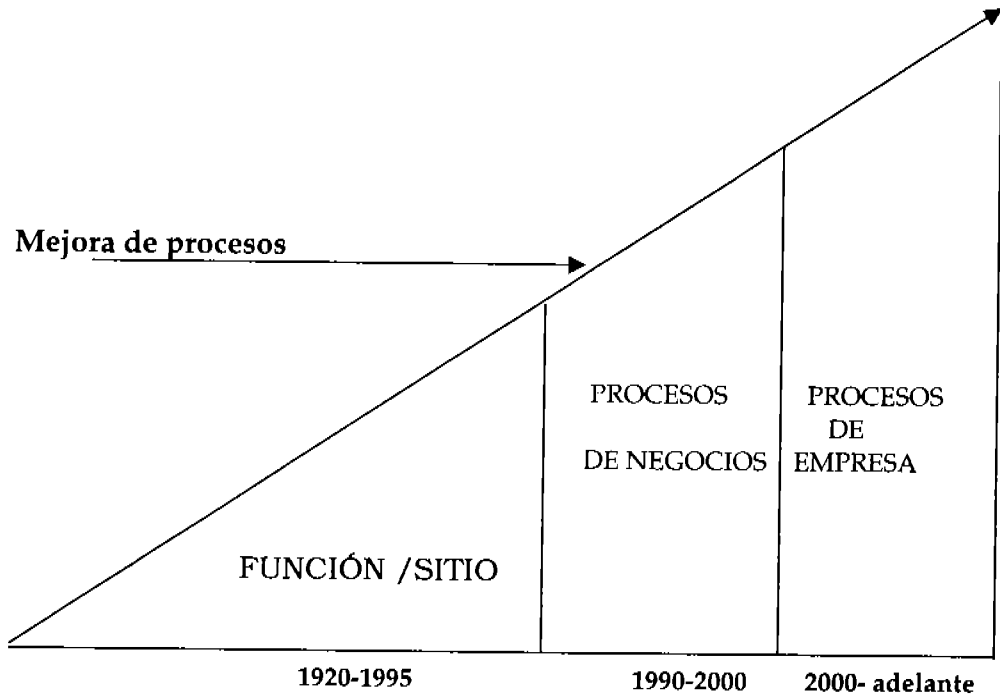 Mejora de procesos
PROCESOS
DE NEGOCIOS
PROCESOS
DE
EMPRESA
FUNCIÓN /SITIO
1920-1995
1990-2000
2000- adelante